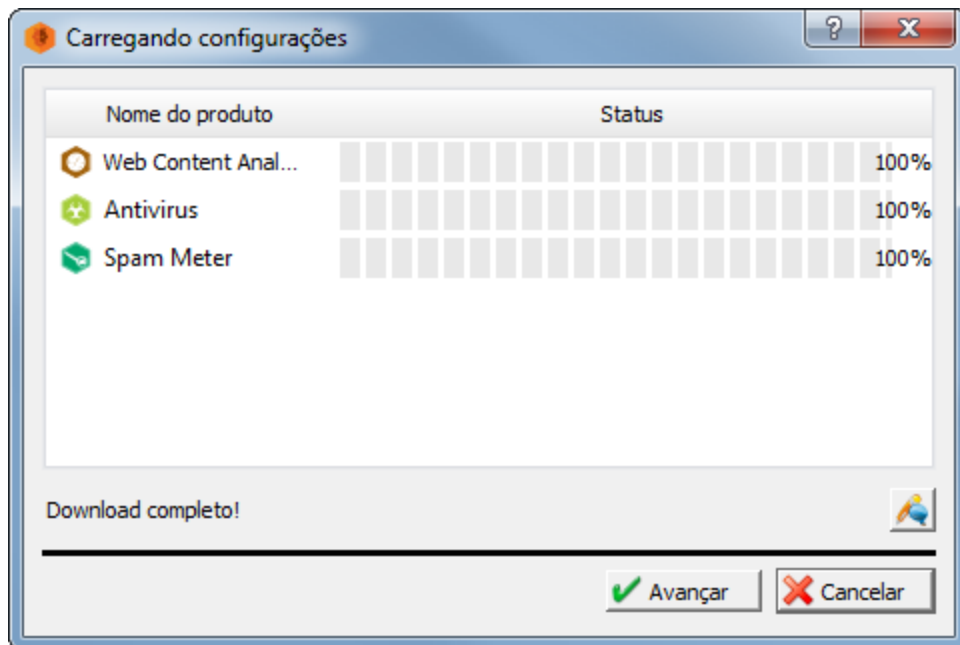 Carregando configurações
Nome do produto Status
Web Content Anal... 100%
Antivirus 100%
Spam Meter 100%
Download completo!
Avançar Cancelar